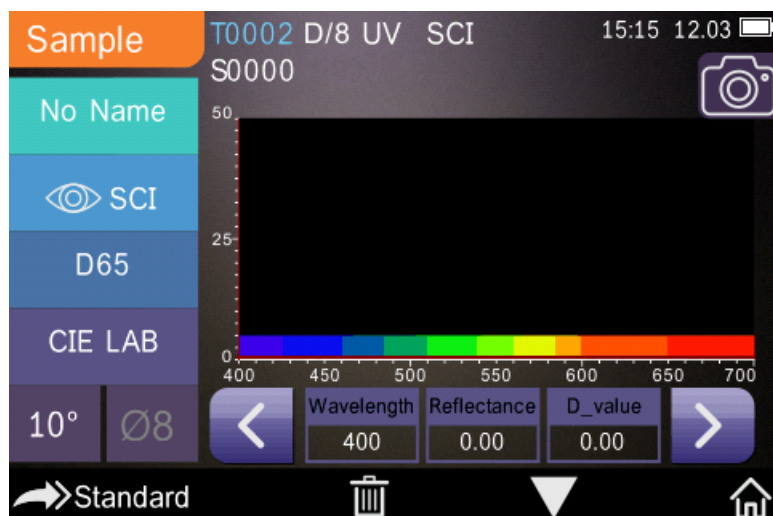 Sample
T0002 D/8 UV SCI
15:15 12.03
S0000
No Name
SCI
D65
CIE LAB
10° Ø8
50
25
0
400 450 500 550 600 650 700
Wavelength Reflectance D_value
400 0.00 0.00
Standard